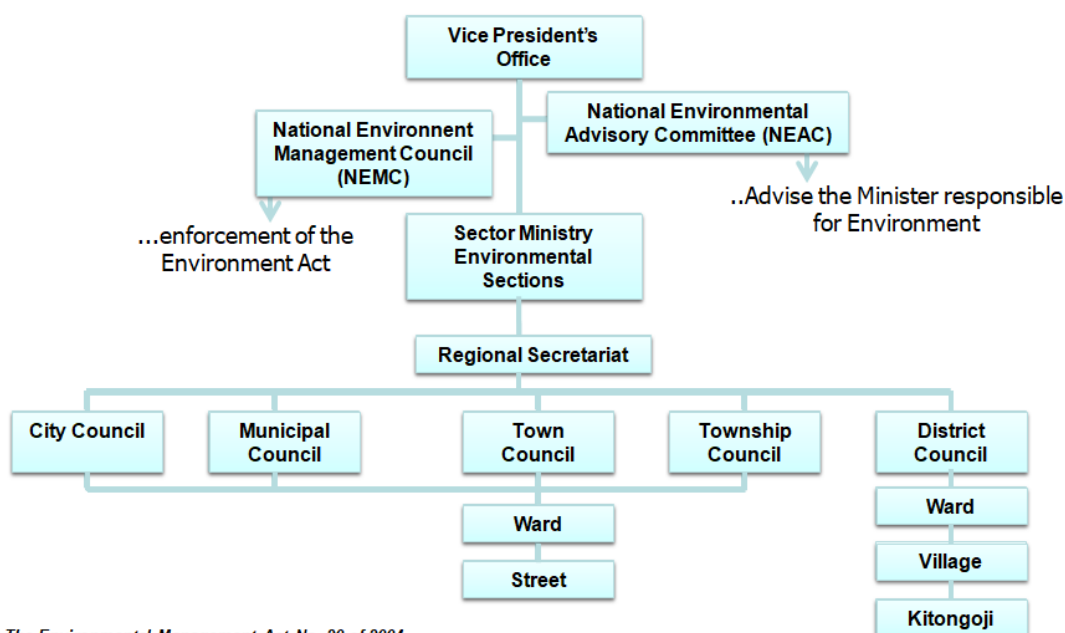 Vice President's
Office
National Environmental
Advisory Committee (NEAC)
National Environnent
Management Council
(NEMC)
..Advise the Minister responsible
for Environment
...enforcement of the
Environment Act
Sector Ministry
Environmental
Sections
Regional Secretariat
City Council
Municipal
Council
Town
Council
Township
Council
District
Council
Ward
Street
Ward
Village
Kitongoji